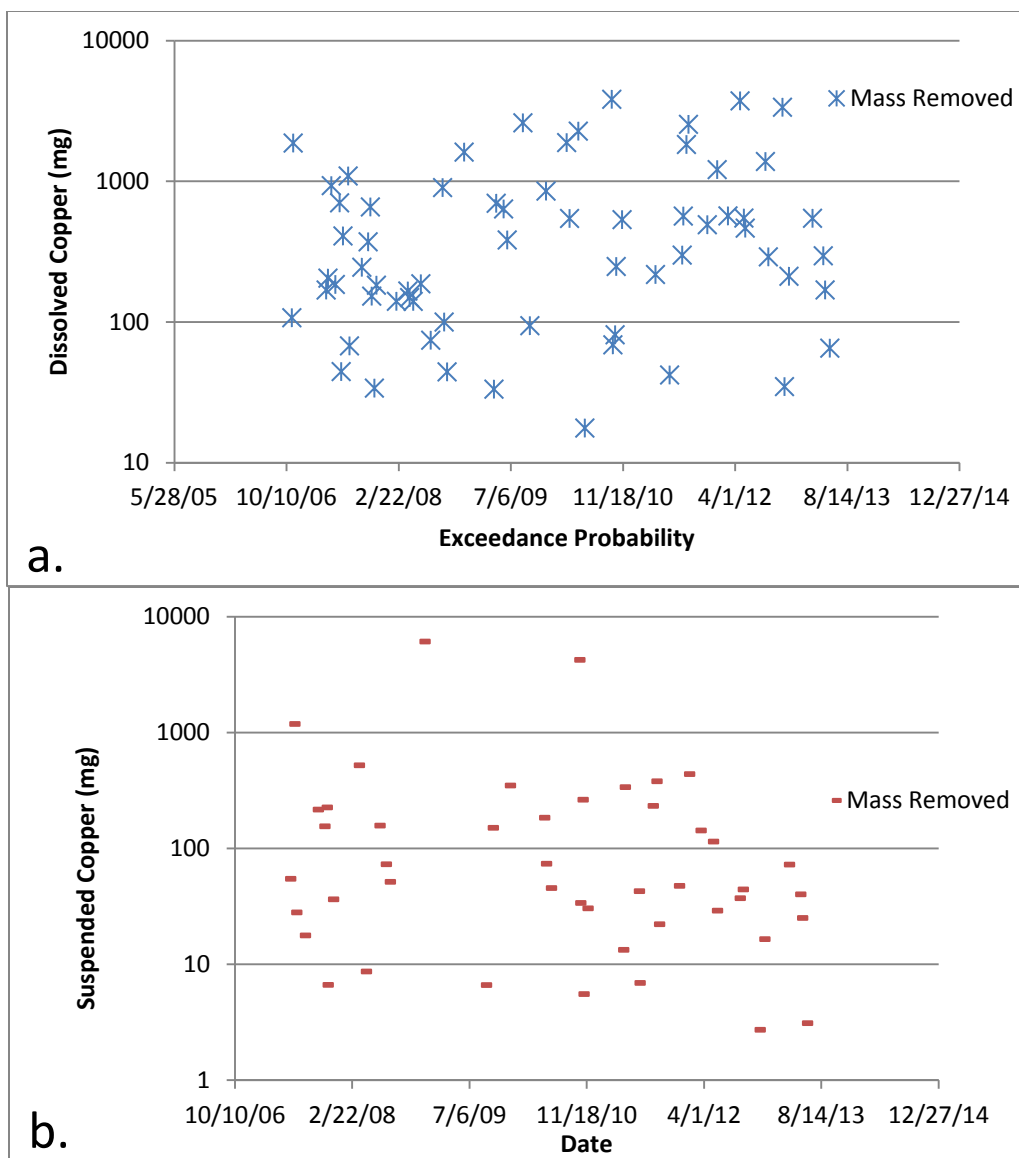 10000
1000
100
10
Dissolved Copper (mg)
Mass Removed
5/28/05 10/10/06 2/22/08 7/6/09 11/18/10 4/1/12 8/14/13 12/27/14
Exceedance Probability
a.
10000
1000
100
10
1
Suspended Copper (mg)
Mass Removed
10/10/06 2/22/08 7/6/09 11/18/10 4/1/12 8/14/13 12/27/14
Date
b.